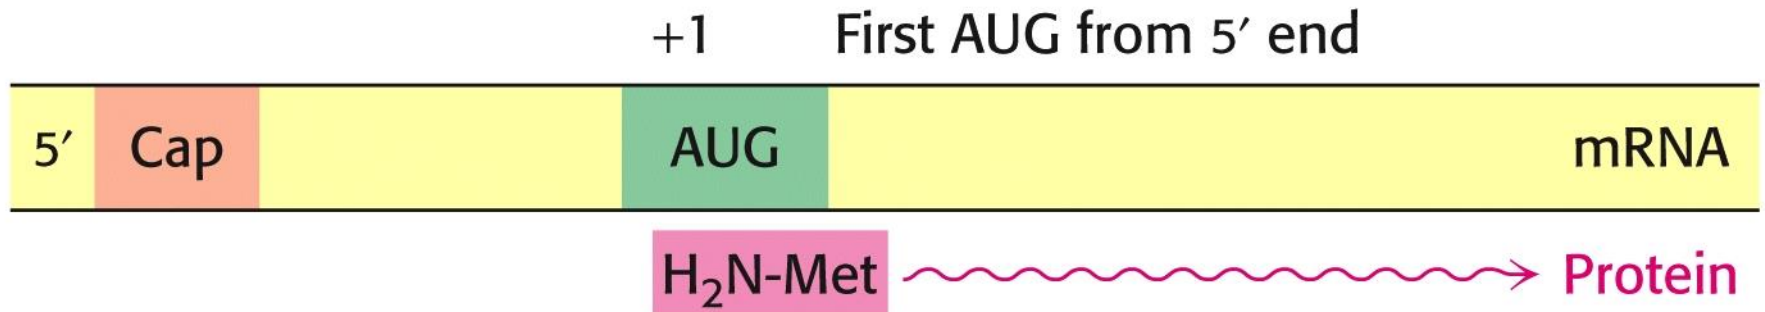 +1 First AUG from 5′ end
5′ Cap AUG mRNA
H₂N-Met Protein